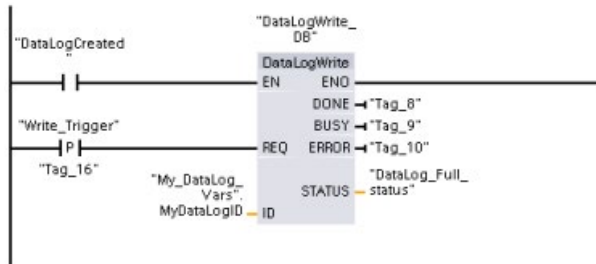 "DataLogWrite_
DB"
"DataLogCreated
"
DataLogWrite
EN ENO
DONE "Tag_8"
BUSY "Tag_9"
"Write_Trigger"
P REQ ERROR "Tag_10"
"Tag_16"
"My_DataLog_
Vars".
MyDataLogID ID
STATUS "DataLog_Full_
status"